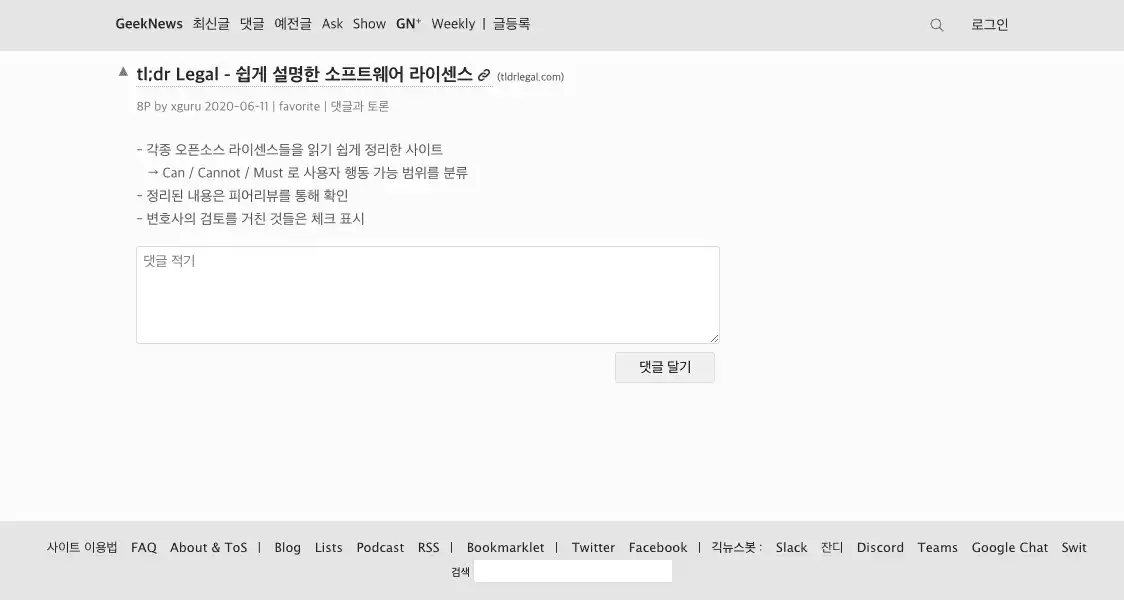 GeekNews 최신글 댓글 예전글 Ask Show GN⁺ Weekly | 글등록 로그인
▲ tl;dr Legal - 쉽게 설명한 소프트웨어 라이센스 (tldrlegal.com)
8P by xguru 2020-06-11 | favorite | 댓글과 토론
- 각종 오픈소스 라이센스들을 읽기 쉽게 정리한 사이트
→ Can / Cannot / Must 로 사용자 행동 가능 범위를 분류
- 정리된 내용은 피어리뷰를 통해 확인
- 변호사의 검토를 거친 것들은 체크 표시
댓글 적기
댓글 달기
사이트 이용법 FAQ About & ToS | Blog Lists Podcast RSS | Bookmarklet | Twitter Facebook | 긱뉴스봇 : Slack 잔디 Discord Teams Google Chat Swit
검색